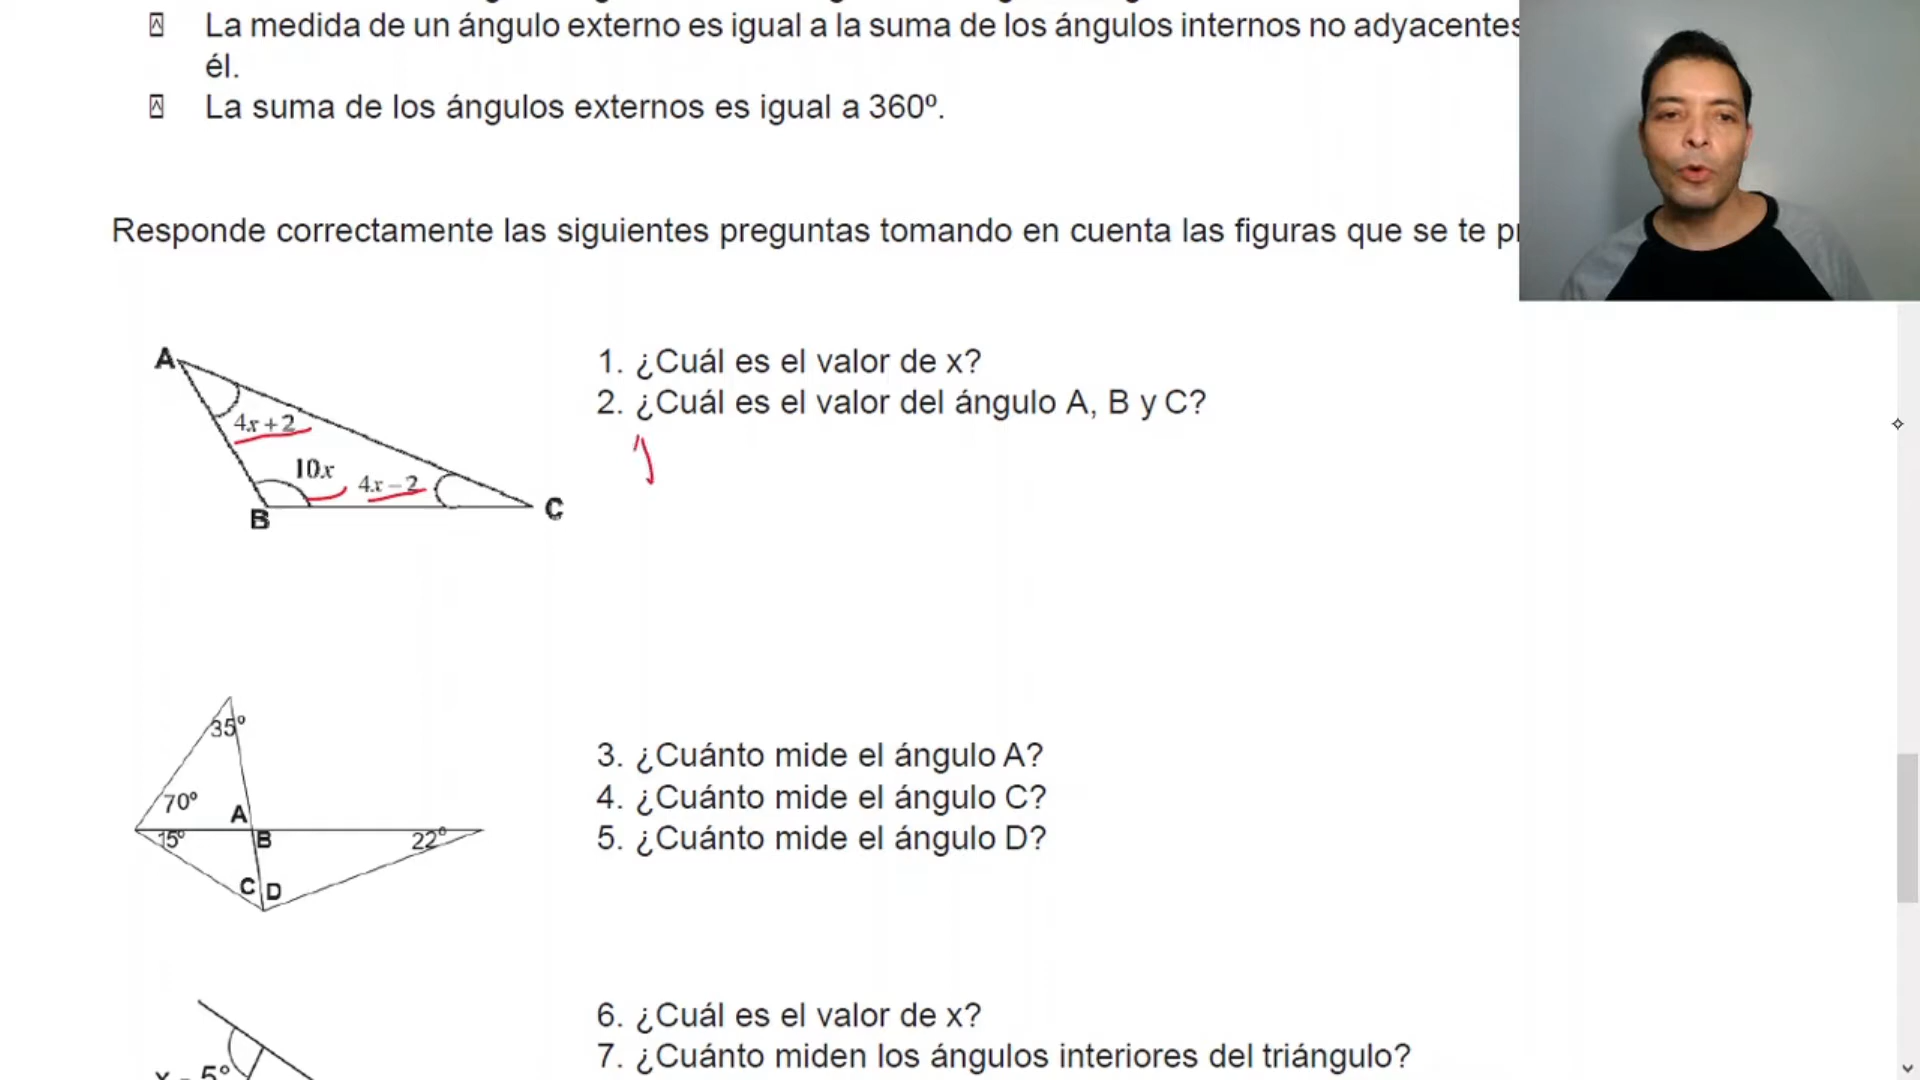 La medida de un ángulo externo es igual a la suma de los ángulos internos no adyacentes
él.
La suma de los ángulos externos es igual a 360º.
Responde correctamente las siguientes preguntas tomando en cuenta las figuras que se te
A
4x + 2
10x
4x – 2
B
C
1. ¿Cuál es el valor de x?
2. ¿Cuál es el valor del ángulo A, B y C?
35º
70º
A
15º
B
22º
C D
3. ¿Cuánto mide el ángulo A?
4. ¿Cuánto mide el ángulo C?
5. ¿Cuánto mide el ángulo D?
x - 5º
6. ¿Cuál es el valor de x?
7. ¿Cuánto miden los ángulos interiores del triángulo?